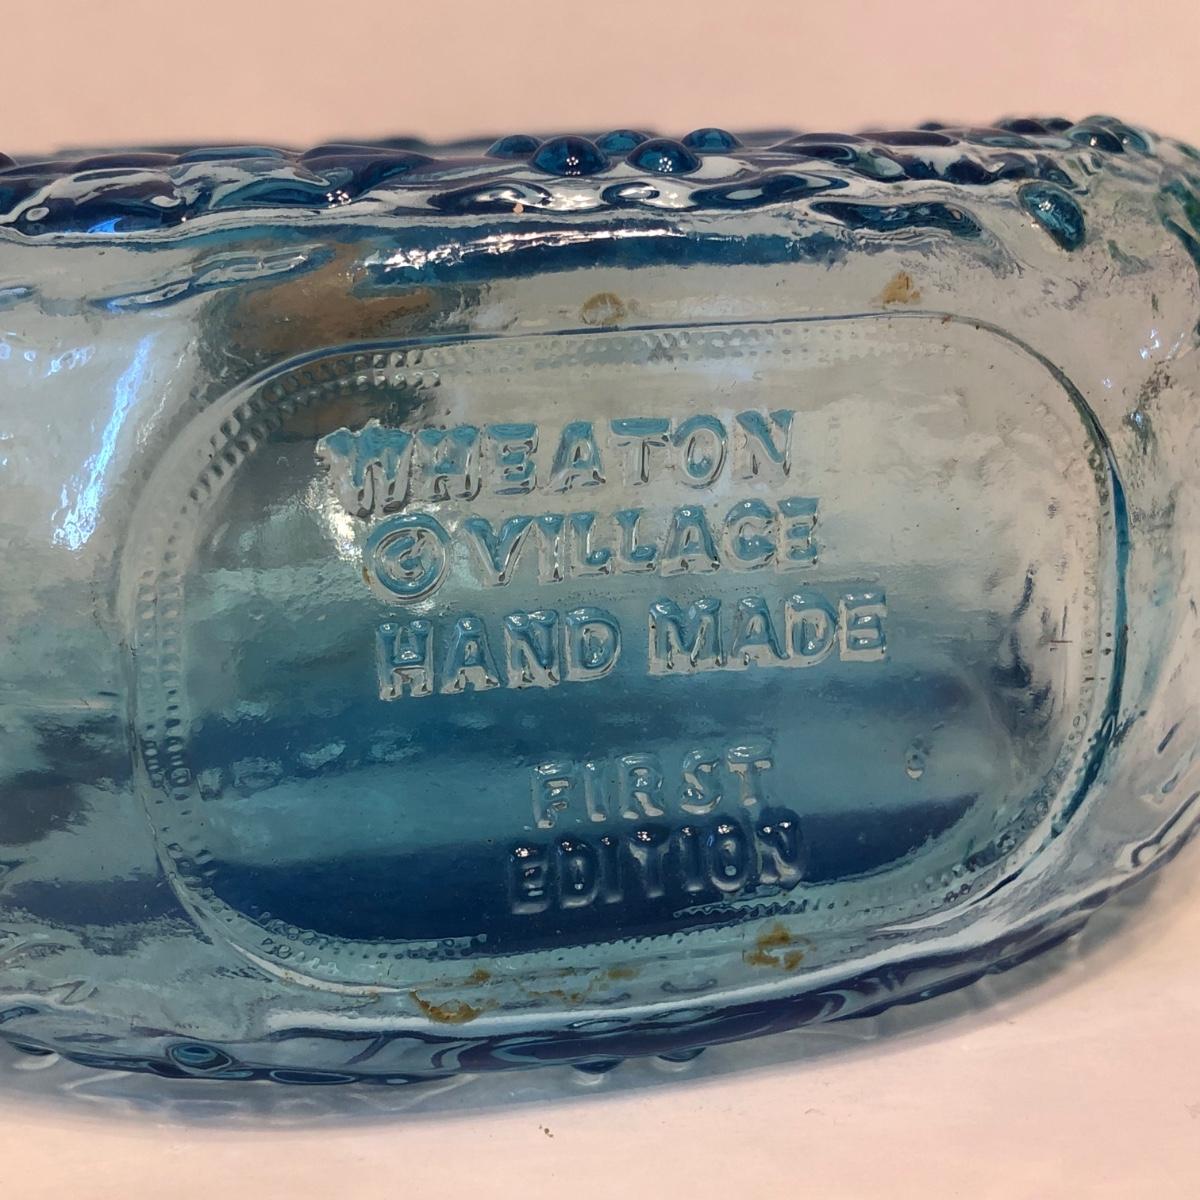 WHEATON
© VILLAGE
HAND MADE
FIRST
EDITION